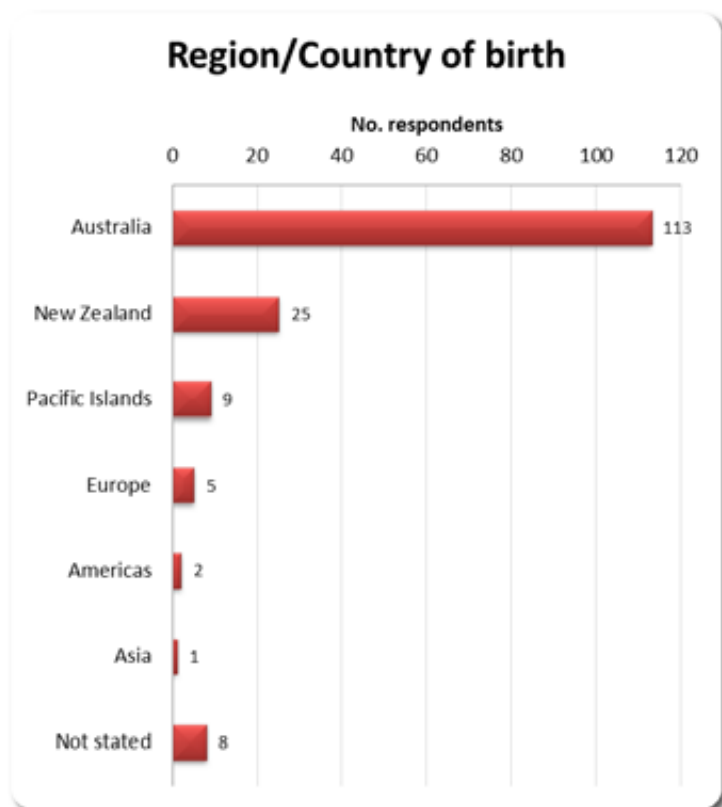 Region/Country of birth
No. respondents
0 20 40 60 80 100 120
Australia 113
New Zealand 25
Pacific Islands 9
Europe 5
Americas 2
Asia 1
Not stated 8